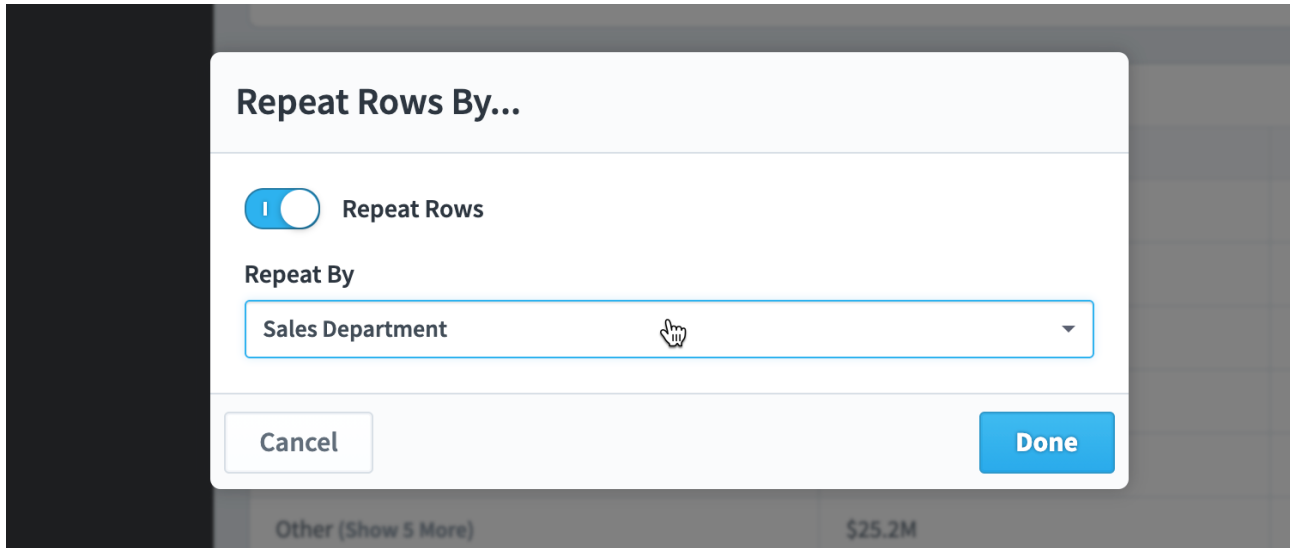 Repeat Rows By...
Repeat Rows
Repeat By
Sales Department
Cancel
Done
Other (Show 5 More) $25.2M